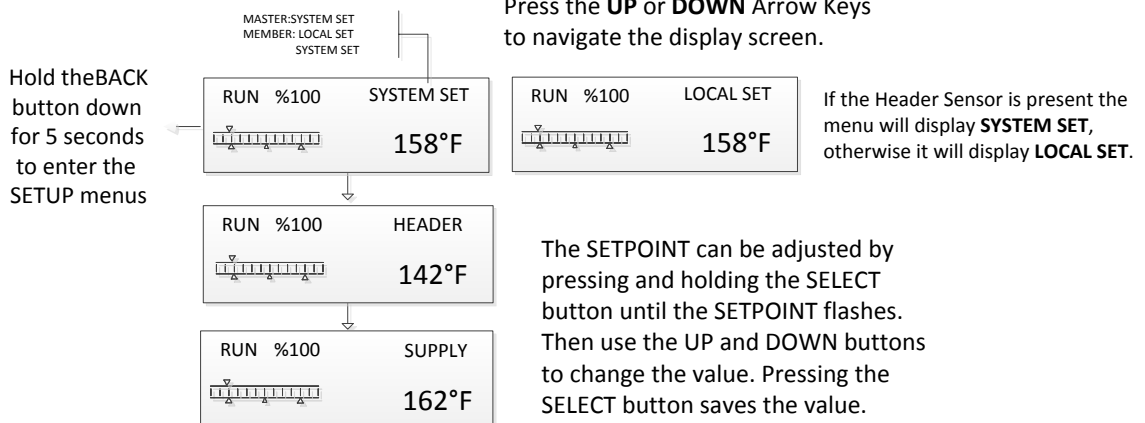 Press the UP or DOWN Arrow Keys
to navigate the display screen.
MASTER:SYSTEM SET
MEMBER: LOCAL SET
SYSTEM SET
Hold theBACK
button down
for 5 seconds
to enter the
SETUP menus
RUN %100 SYSTEM SET
158°F
RUN %100 LOCAL SET
158°F
If the Header Sensor is present the
menu will display SYSTEM SET,
otherwise it will display LOCAL SET.
RUN %100 HEADER
142°F
The SETPOINT can be adjusted by
pressing and holding the SELECT
button until the SETPOINT flashes.
Then use the UP and DOWN buttons
to change the value. Pressing the
SELECT button saves the value.
RUN %100 SUPPLY
162°F